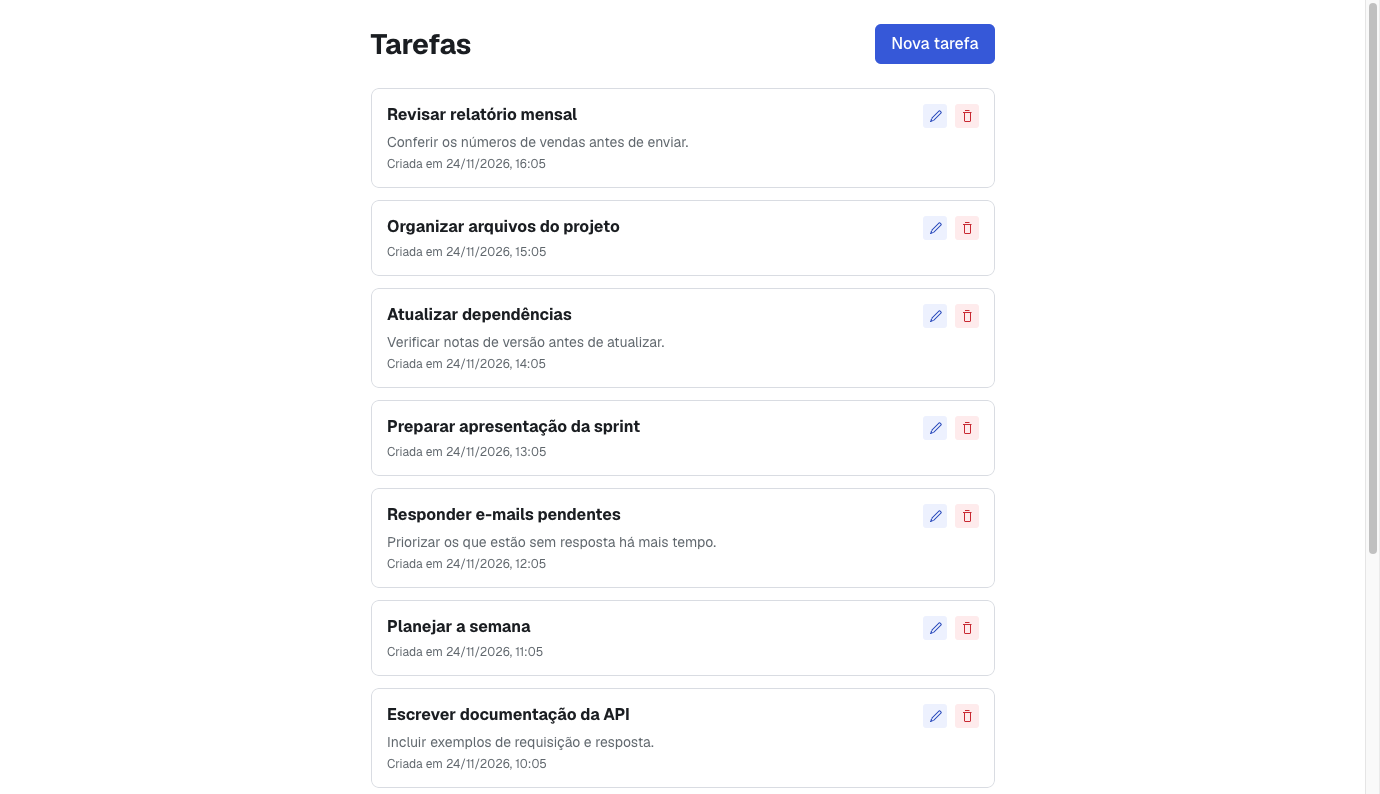 Tarefas
Nova tarefa
Revisar relatório mensal
Conferir os números de vendas antes de enviar.
Criada em 24/11/2026, 16:05
Organizar arquivos do projeto
Criada em 24/11/2026, 15:05
Atualizar dependências
Verificar notas de versão antes de atualizar.
Criada em 24/11/2026, 14:05
Preparar apresentação da sprint
Criada em 24/11/2026, 13:05
Responder e-mails pendentes
Priorizar os que estão sem resposta há mais tempo.
Criada em 24/11/2026, 12:05
Planejar a semana
Criada em 24/11/2026, 11:05
Escrever documentação da API
Incluir exemplos de requisição e resposta.
Criada em 24/11/2026, 10:05